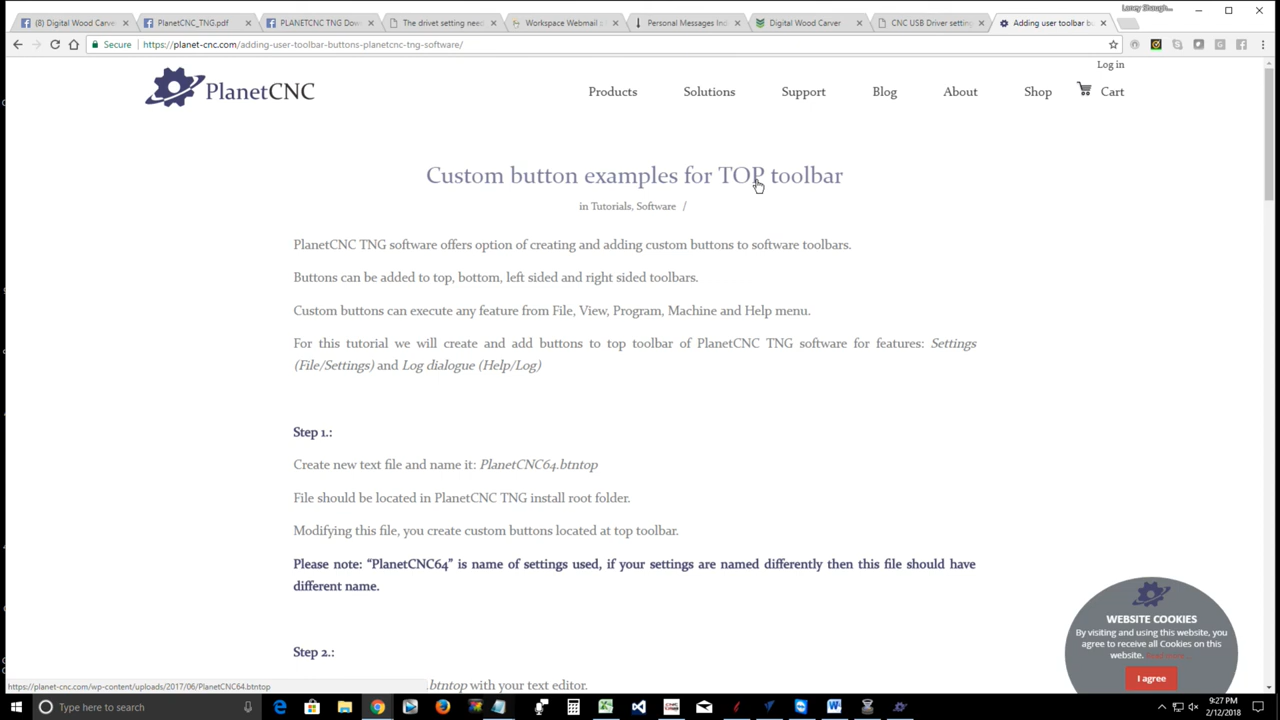 Lacey Slaugh...
(8) Digital Wood Carve
PlanetCNC_TNG.pdf
PLANETCNC TNG Dow
The drivet setting nee
Workspace Webmail
Personal Messages Ind
Digital Wood Carver
CNC USB Driver settin
Adding user toolbar bu
Secure
https://planet-cnc.com/adding-user-toolbar-buttons-planetcnc-tng-software/
Log in
PlanetCNC
Products
Solutions
Support
Blog
About
Shop
Cart
Custom button examples for TOP toolbar
in Tutorials, Software /
PlanetCNC TNG software offers option of creating and adding custom buttons to software toolbars.
Buttons can be added to top, bottom, left sided and right sided toolbars.
Custom buttons can execute any feature from File, View, Program, Machine and Help menu.
For this tutorial we will create and add buttons to top toolbar of PlanetCNC TNG software for features: Settings
(File/Settings) and Log dialogue (Help/Log)
Step 1.:
Create new text file and name it: PlanetCNC64.btntop
File should be located in PlanetCNC TNG install root folder.
Modifying this file, you create custom buttons located at top toolbar.
Please note: “PlanetCNC64” is name of settings used, if your settings are named differently then this file should have
different name.
Step 2.:
.btntop with your text editor.
WEBSITE COOKIES
By visiting and using this website, you
agree to receive all Cookies on this
website.
I agree
https://planet-cnc.com/wp-content/uploads/2017/06/PlanetCNC64.btntop
Type here to search
9:27 PM
2/12/2018